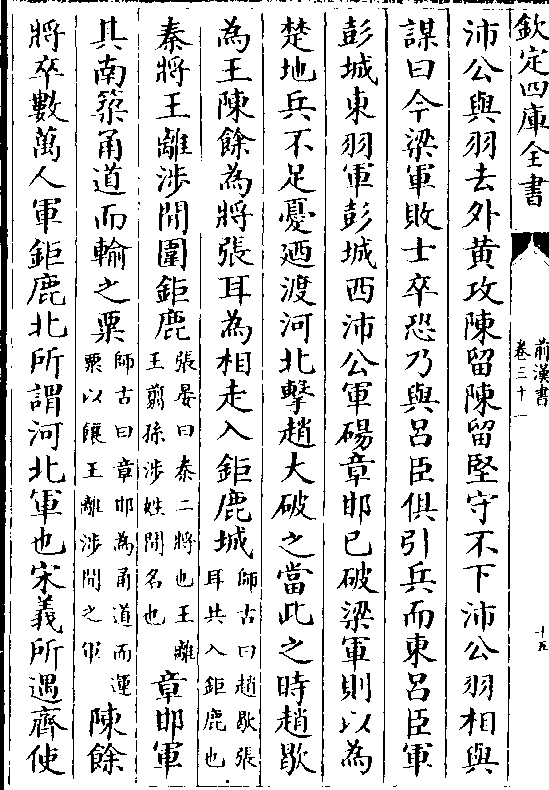 欽定四庫全書
前漢書
卷三十一
十五
沛公與羽去外黄攻陳留陳留堅守不下沛公羽相與
謀曰今梁軍敗士卒恐乃與吕臣俱引兵而東吕臣軍
彭城東羽軍彭城西沛公軍碭章邯已破梁軍則以為
楚地兵不足憂廼渡河北擊趙大破之當此之時趙歇
為王陳餘為將張耳為相走入鉅鹿城師古曰趙歇張耳共入鉅鹿也
秦將王離涉閒圍鉅鹿張晏曰秦二將也王離王翦孫涉姓閒名也章邯軍
其南築甬道而輸之粟師古曰章邯為甬道而運粟以饟王離涉閒之軍陳餘
將卒數萬人軍鉅鹿北所謂河北軍也宋義所遇齊使